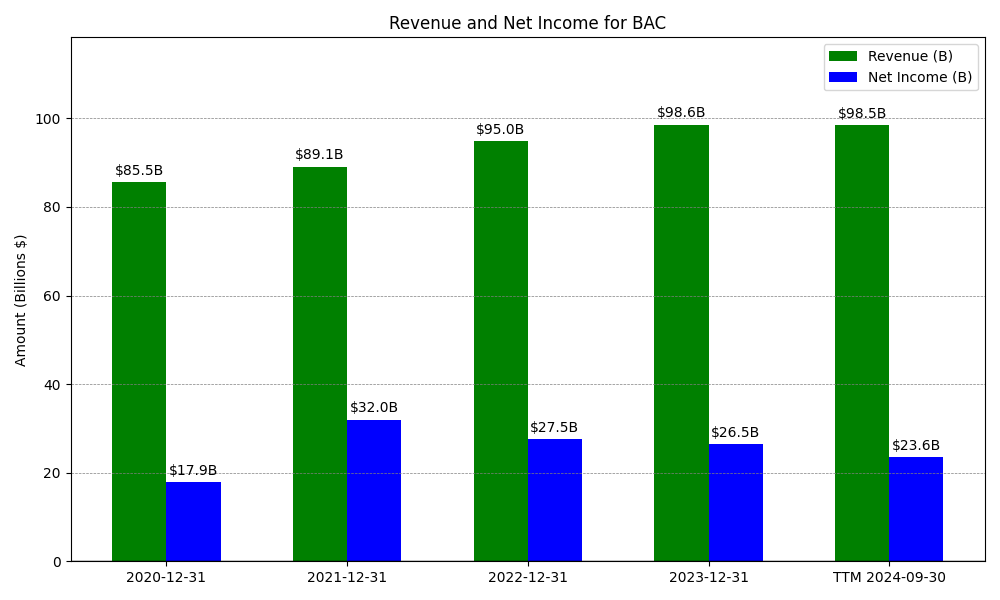 Revenue and Net Income for BAC
Revenue (B)
Net Income (B)
Amount (Billions $)
100
80
60
40
20
0
$85.5B
$17.9B
$89.1B
$32.0B
$95.0B
$27.5B
$98.6B
$26.5B
$98.5B
$23.6B
2020-12-31
2021-12-31
2022-12-31
2023-12-31
TTM 2024-09-30